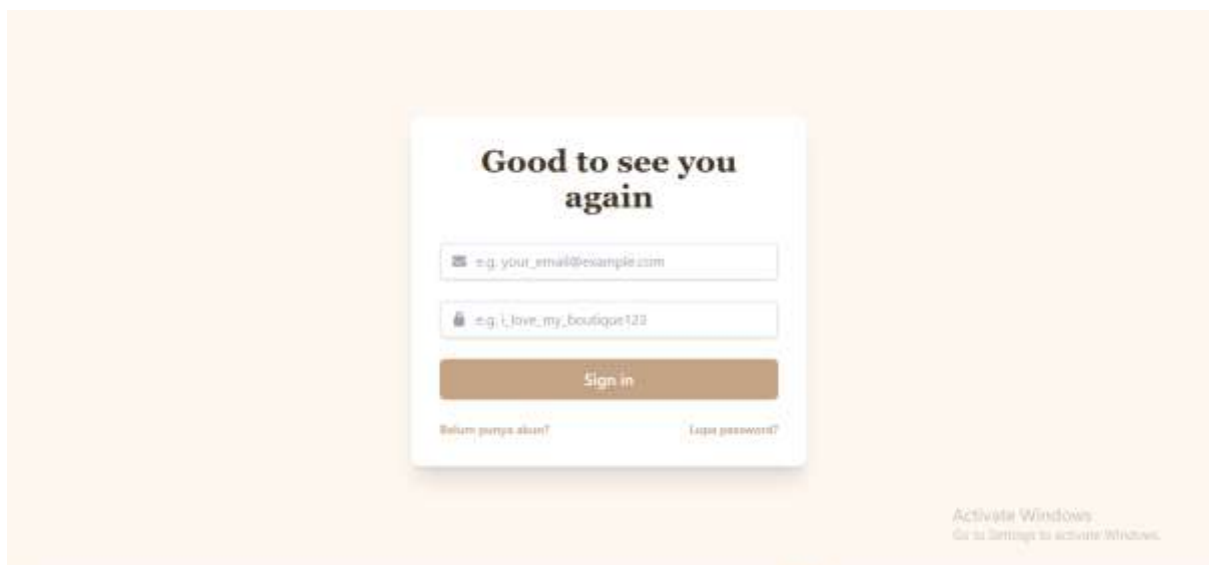 Good to see you
again
e.g. your_email@example.com
e.g. i_love_my_boutique123
Sign in
Belum punya akun? Lupa password?
Activate Windows
Go to Settings to activate Windows.